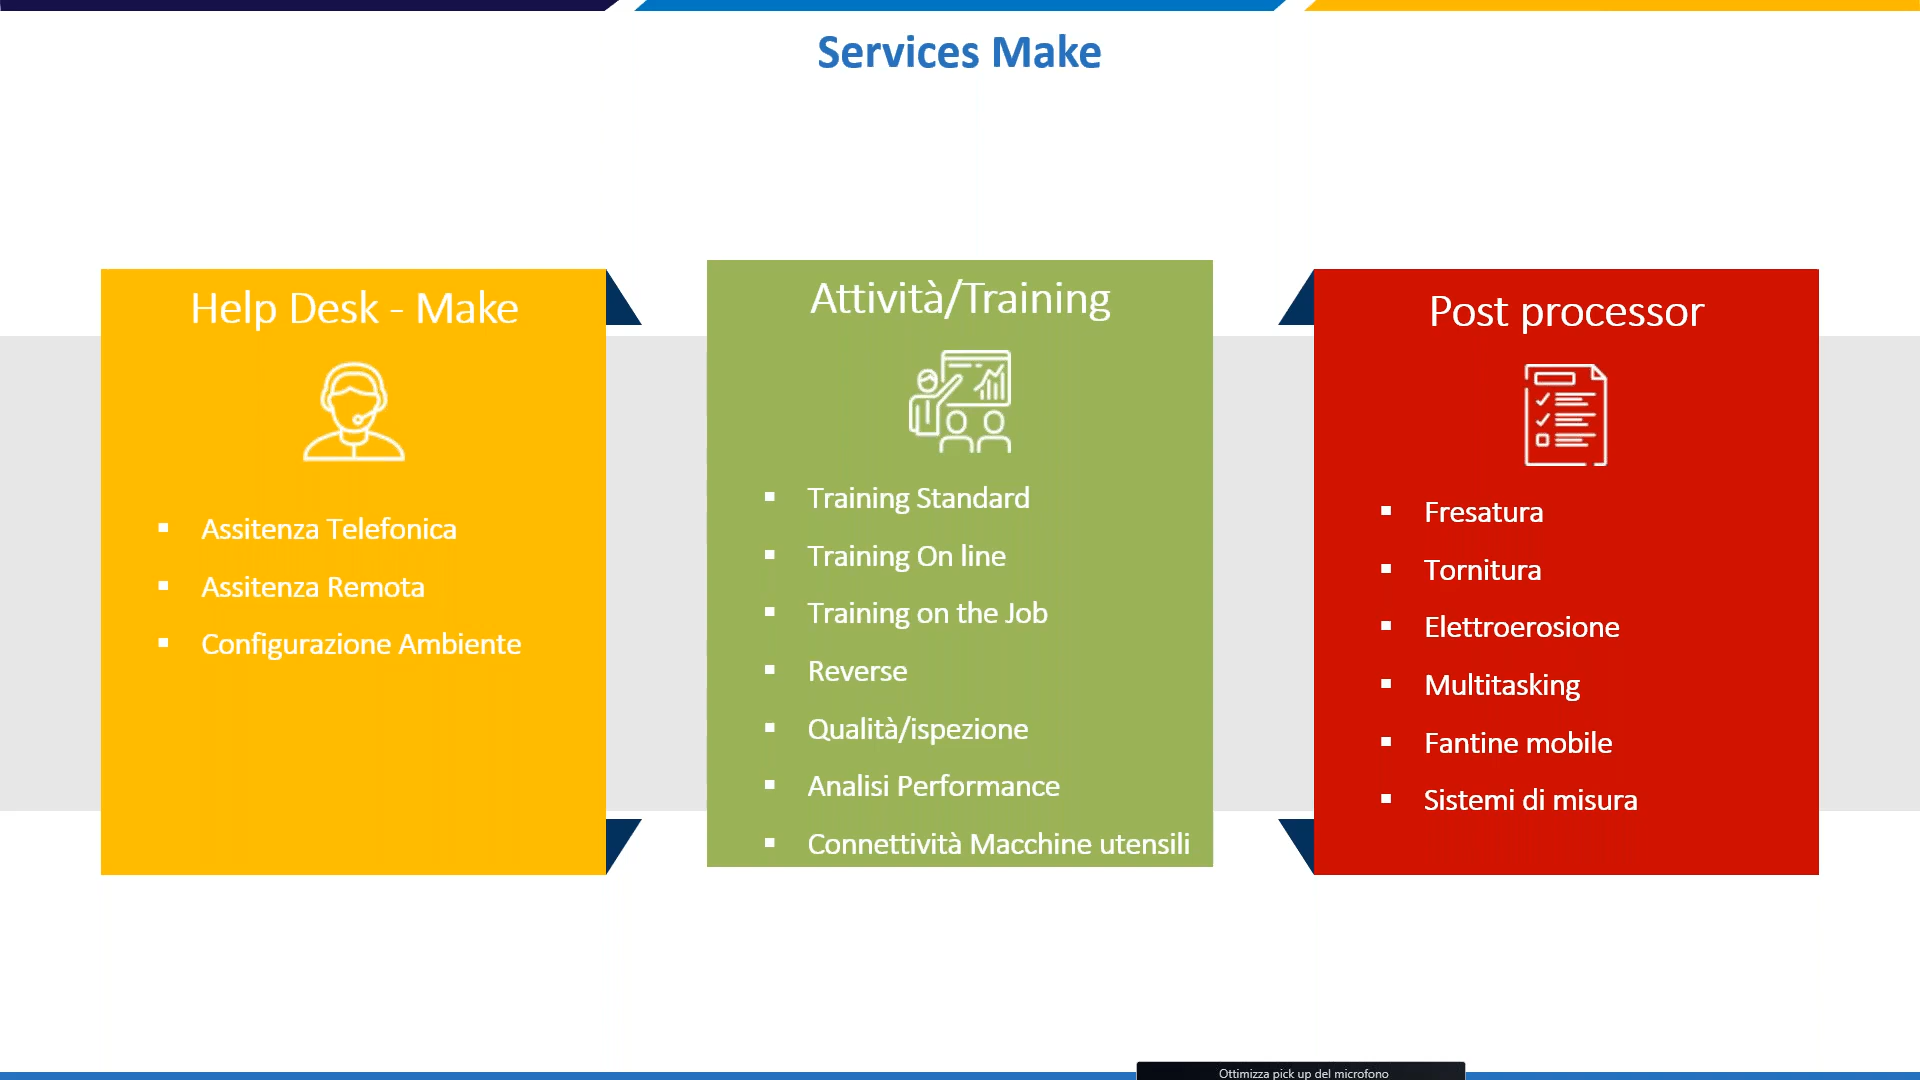 Services Make
Help Desk - Make
Assitenza Telefonica
Assitenza Remota
Configurazione Ambiente
Attività/Training
Training Standard
Training On line
Training on the Job
Reverse
Qualità/ispezione
Analisi Performance
Connettività Macchine utensili
Post processor
Fresatura
Tornitura
Elettroerosione
Multitasking
Fantine mobile
Sistemi di misura
Ottimizza pick up del microfono